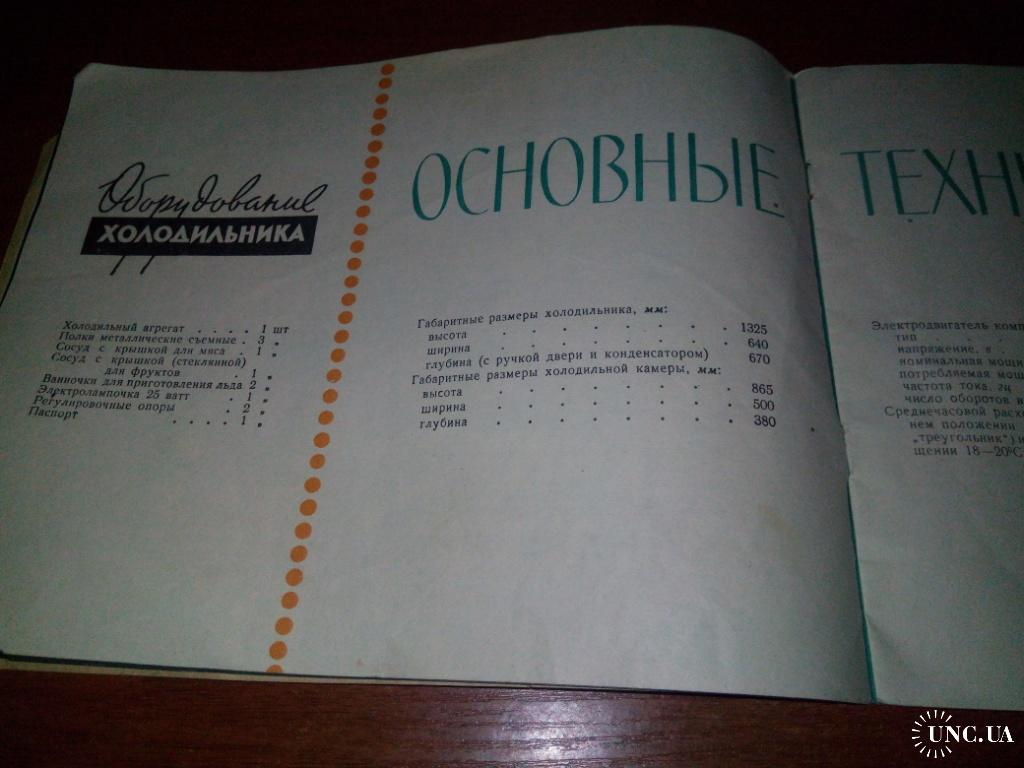 Оборудование
ХОЛОДИЛЬНИКА
Холодильный агрегат . . . . 1 шт
Полки металлические съемные . 3 „
Сосуд с крышкой для мяса . 1 „
Сосуд с крышкой (стеклянной)
для фруктов 1 „
Ванночки для приготовления льда 2 „
Электролампочка 25 ватт . 1 „
Регулировочные опоры . 2 „
Паспорт . . . . 1 „
ОСНОВНЫЕ
Габаритные размеры холодильника, мм:
высота . . . . . . . 1325
ширина . . . . . . . 640
глубина (с ручкой двери и конденсатором) 670
Габаритные размеры холодильной камеры, мм:
высота . . . . . . . 865
ширина . . . . . . . 500
глубина . . . . . . . 380
ТЕХН
Электродвигатель комп
тип . . .
напряжение, в .
номинальная мощн
потребляемая мощ
частота тока, гц
число оборотов в
Среднечасовой расхо
нем положении
„треугольник“) и
щении 18—20°С
UNC.UA